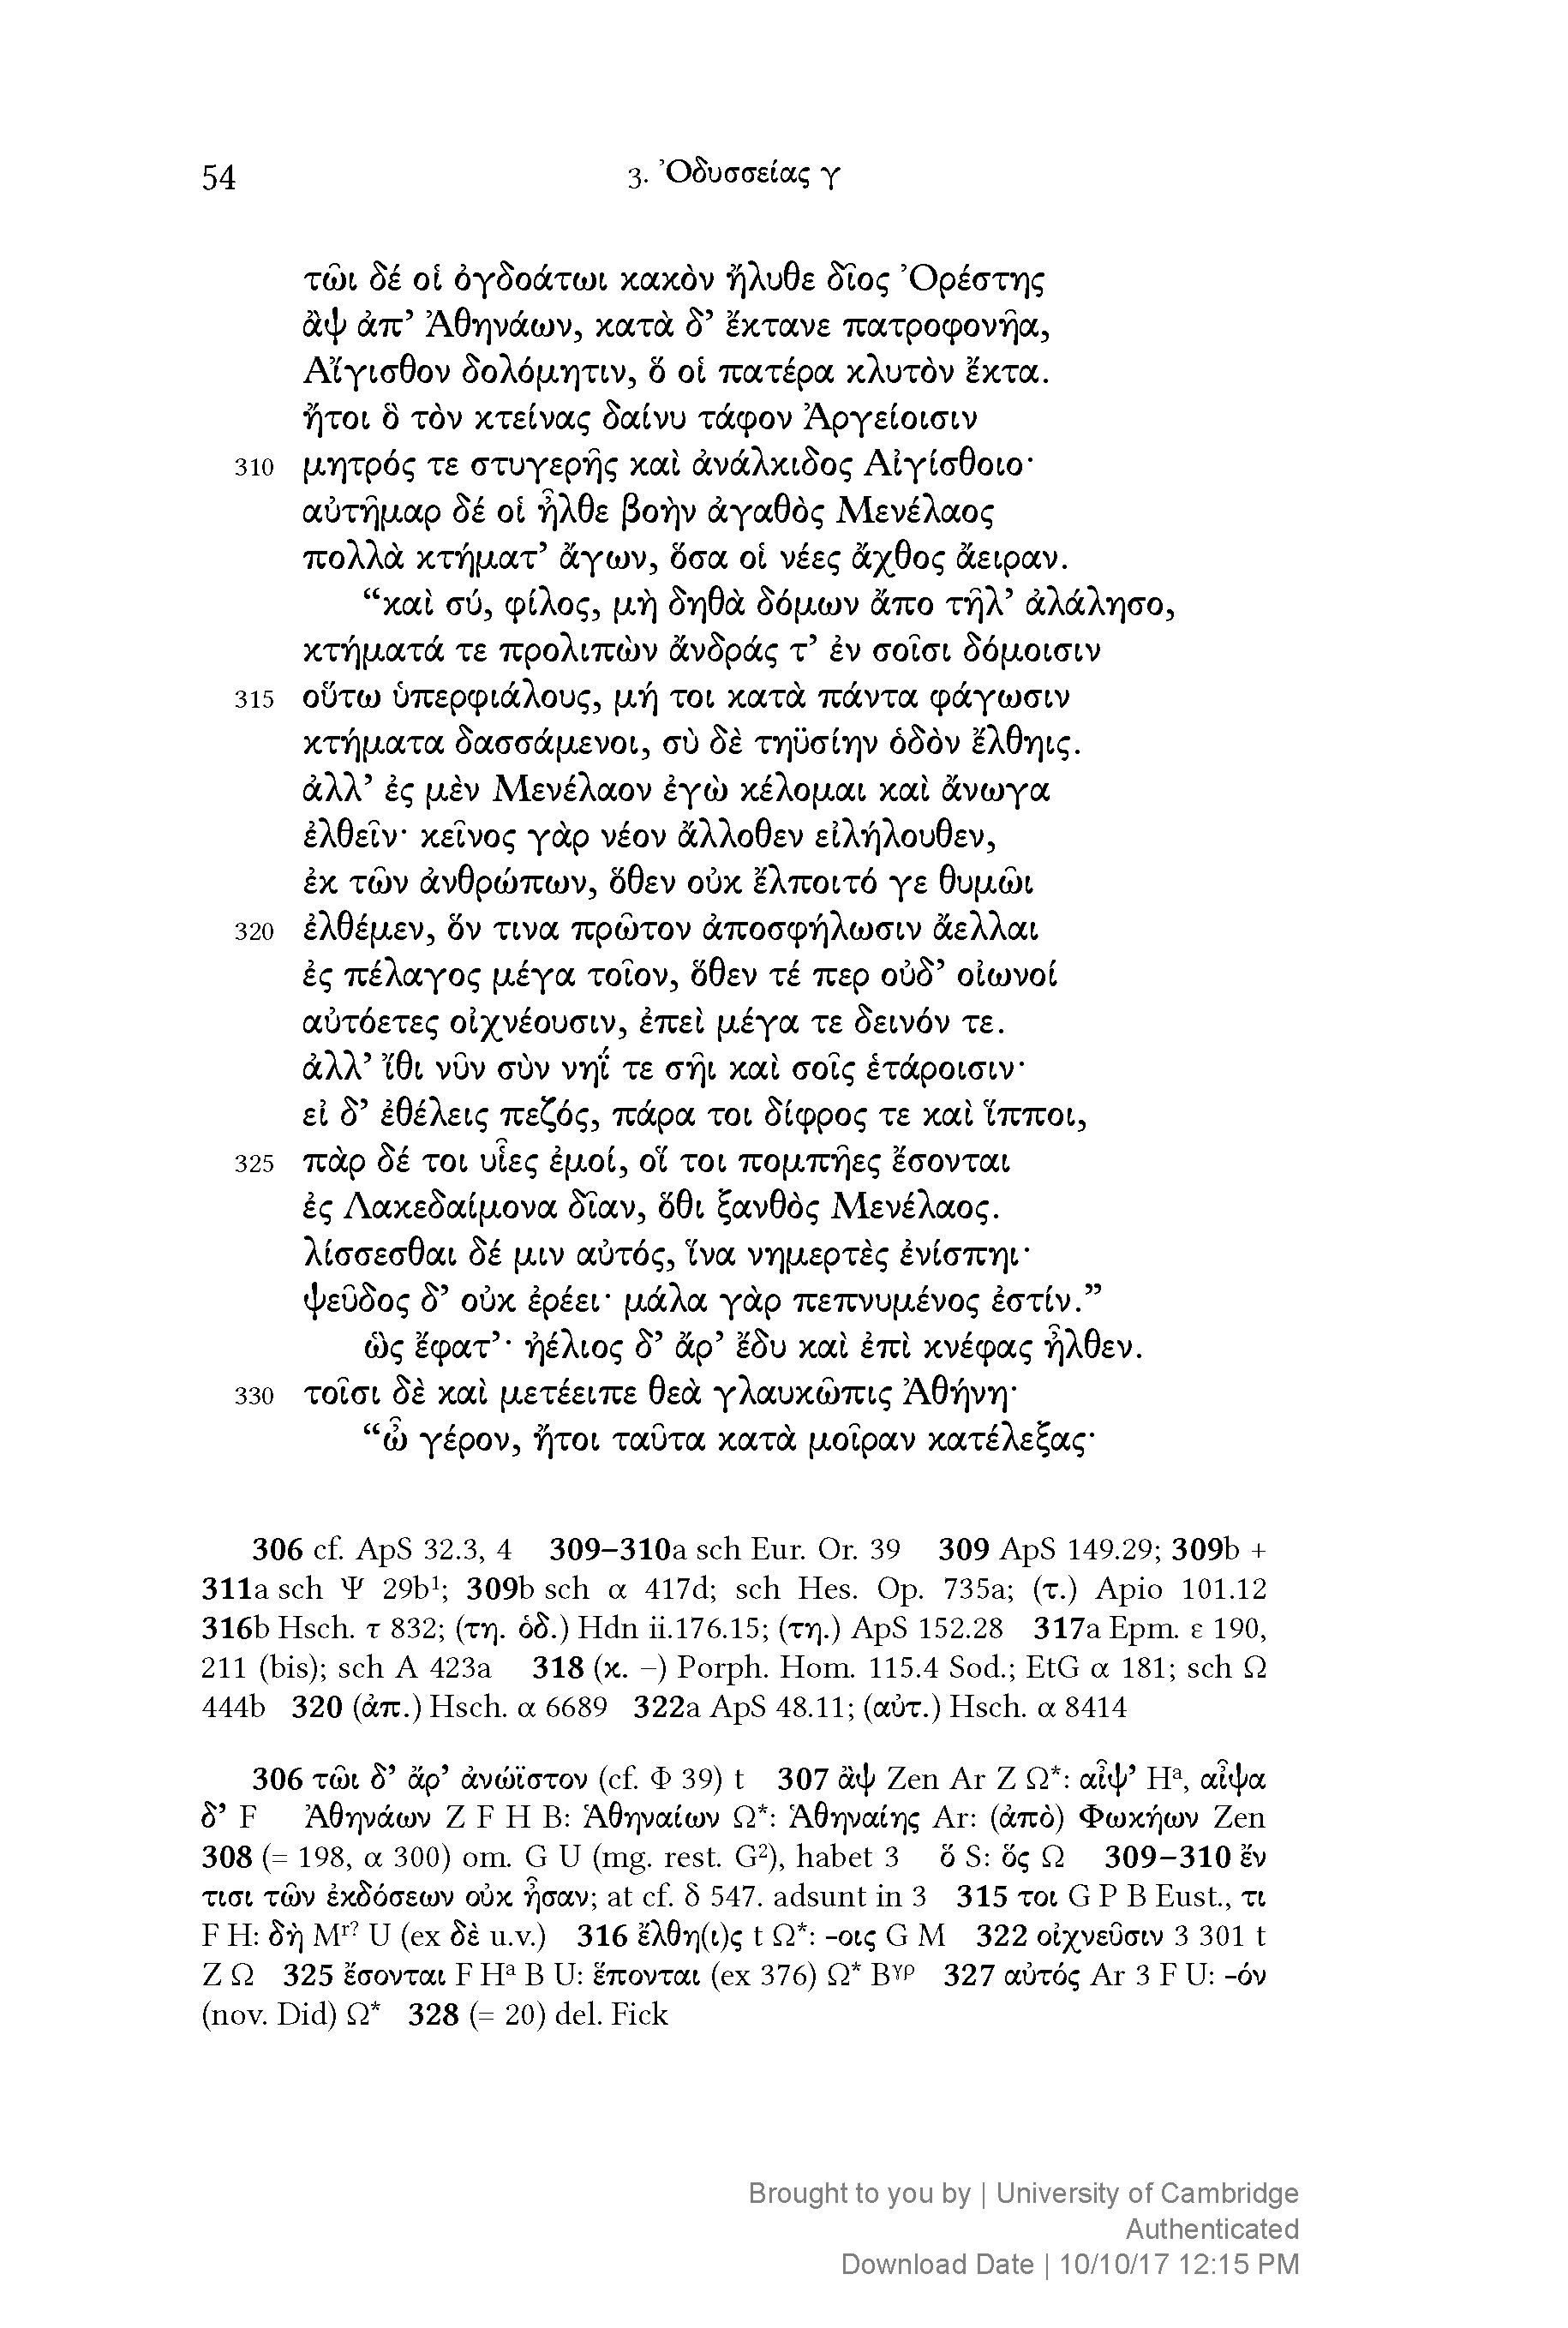 54
3. Ὀδυσσείας γ
τῶι δέ οἱ ὀγδοάτωι κακὸν ἤλυθε δῖος Ὀρέστης
ἂψ ἀπ’ Ἀθηνάων, κατὰ δ’ ἔκτανε πατροφονῆα,
Αἴγισθον δολόμητιν, ὅ οἱ πατέρα κλυτὸν ἔκτα.
ἤτοι ὃ τὸν κτείνας δαίνυ τάφον Ἀργείοισιν
310 μητρός τε στυγερῆς καὶ ἀνάλκιδος Αἰγίσθοιο·
αὐτῆμαρ δέ οἱ ἦλθε βοὴν ἀγαθὸς Μενέλαος
πολλὰ κτήματ’ ἄγων, ὅσα οἱ νέες ἄχθος ἄειραν.
“καὶ σύ, φίλος, μὴ δηθὰ δόμων ἄπο τῆλ’ ἀλάλησο,
κτήματά τε προλιπὼν ἄνδράς τ’ ἐν σοῖσι δόμοισιν
315 οὕτω ὑπερφιάλους, μή τοι κατὰ πάντα φάγωσιν
κτήματα δασσάμενοι, σὺ δὲ τηϋσίην ὁδὸν ἔλθηις.
ἀλλ’ ἐς μὲν Μενέλαον ἐγὼ κέλομαι καὶ ἄνωγα
ἐλθεῖν· κεῖνος γὰρ νέον ἄλλοθεν εἰλήλουθεν,
ἐκ τῶν ἀνθρώπων, ὅθεν οὐκ ἔλποιτό γε θυμῶι
320 ἐλθέμεν, ὅν τινα πρῶτον ἀποσφήλωσιν ἄελλαι
ἐς πέλαγος μέγα τοῖον, ὅθεν τέ περ οὐδ’ οἰωνοί
αὐτόετες οἰχνέουσιν, ἐπεὶ μέγα τε δεινόν τε.
ἀλλ’ ἴθι νῦν σὺν νηΐ τε σῆι καὶ σοῖς ἑτάροισιν·
εἰ δ’ ἐθέλεις πεζός, πάρα τοι δίφρος τε καὶ ἵπποι,
325 πὰρ δέ τοι υἷες ἐμοί, οἵ τοι πομπῆες ἔσονται
ἐς Λακεδαίμονα δῖαν, ὅθι ξανθὸς Μενέλαος.
λίσσεσθαι δέ μιν αὐτός, ἵνα νημερτὲς ἐνίσπηι·
ψεῦδος δ’ οὐκ ἐρέει· μάλα γὰρ πεπνυμένος ἐστίν.”
ὣς ἔφατ’· ἠέλιος δ’ ἄρ’ ἔδυ καὶ ἐπὶ κνέφας ἦλθεν.
330 τοῖσι δὲ καὶ μετέειπε θεὰ γλαυκῶπις Ἀθήνη·
“ὦ γέρον, ἤτοι ταῦτα κατὰ μοῖραν κατέλεξας·
306 cf. ApS 32.3, 4 309–310a sch Eur. Or. 39 309 ApS 149.29; 309b +
311a sch Ψ 29b¹; 309b sch α 417d; sch Hes. Op. 735a; (τ.) Apio 101.12
316b Hsch. τ 832; (τη. ὁδ.) Hdn ii.176.15; (τη.) ApS 152.28 317a Epm. ε 190,
211 (bis); sch A 423a 318 (κ. –) Porph. Hom. 115.4 Sod.; EtG α 181; sch Ω
444b 320 (ἀπ.) Hsch. α 6689 322a ApS 48.11; (αὐτ.) Hsch. α 8414
306 τῶι δ’ ἄρ’ ἀνώϊστον (cf. Φ 39) t 307 ἂψ Zen Ar Z Ω*: αἶψ’ Hᵃ, αἶψα
δ’ F Ἀθηνάων Z F H B: Ἀθηναίων Ω*: Ἀθηναίης Ar: (ἀπὸ) Φωκήων Zen
308 (= 198, α 300) om. G U (mg. rest. G²), habet 3 ὅ S: ὅς Ω 309–310 ἔν
τισι τῶν ἐκδόσεων οὐκ ἦσαν; at cf. δ 547. adsunt in 3 315 τοι G P B Eust., τι
F H: δὴ Mʳ? U (ex δὲ u.v.) 316 ἔλθη(ι)ς t Ω*: -οις G M 322 οἰχνεῦσιν 3 301 t
Z Ω 325 ἔσονται F Hᵃ B U: ἕπονται (ex 376) Ω* Bᵞᵖ 327 αὐτός Ar 3 F U: -όν
(nov. Did) Ω* 328 (= 20) del. Fick
Brought to you by | University of Cambridge
Authenticated
Download Date | 10/10/17 12:15 PM